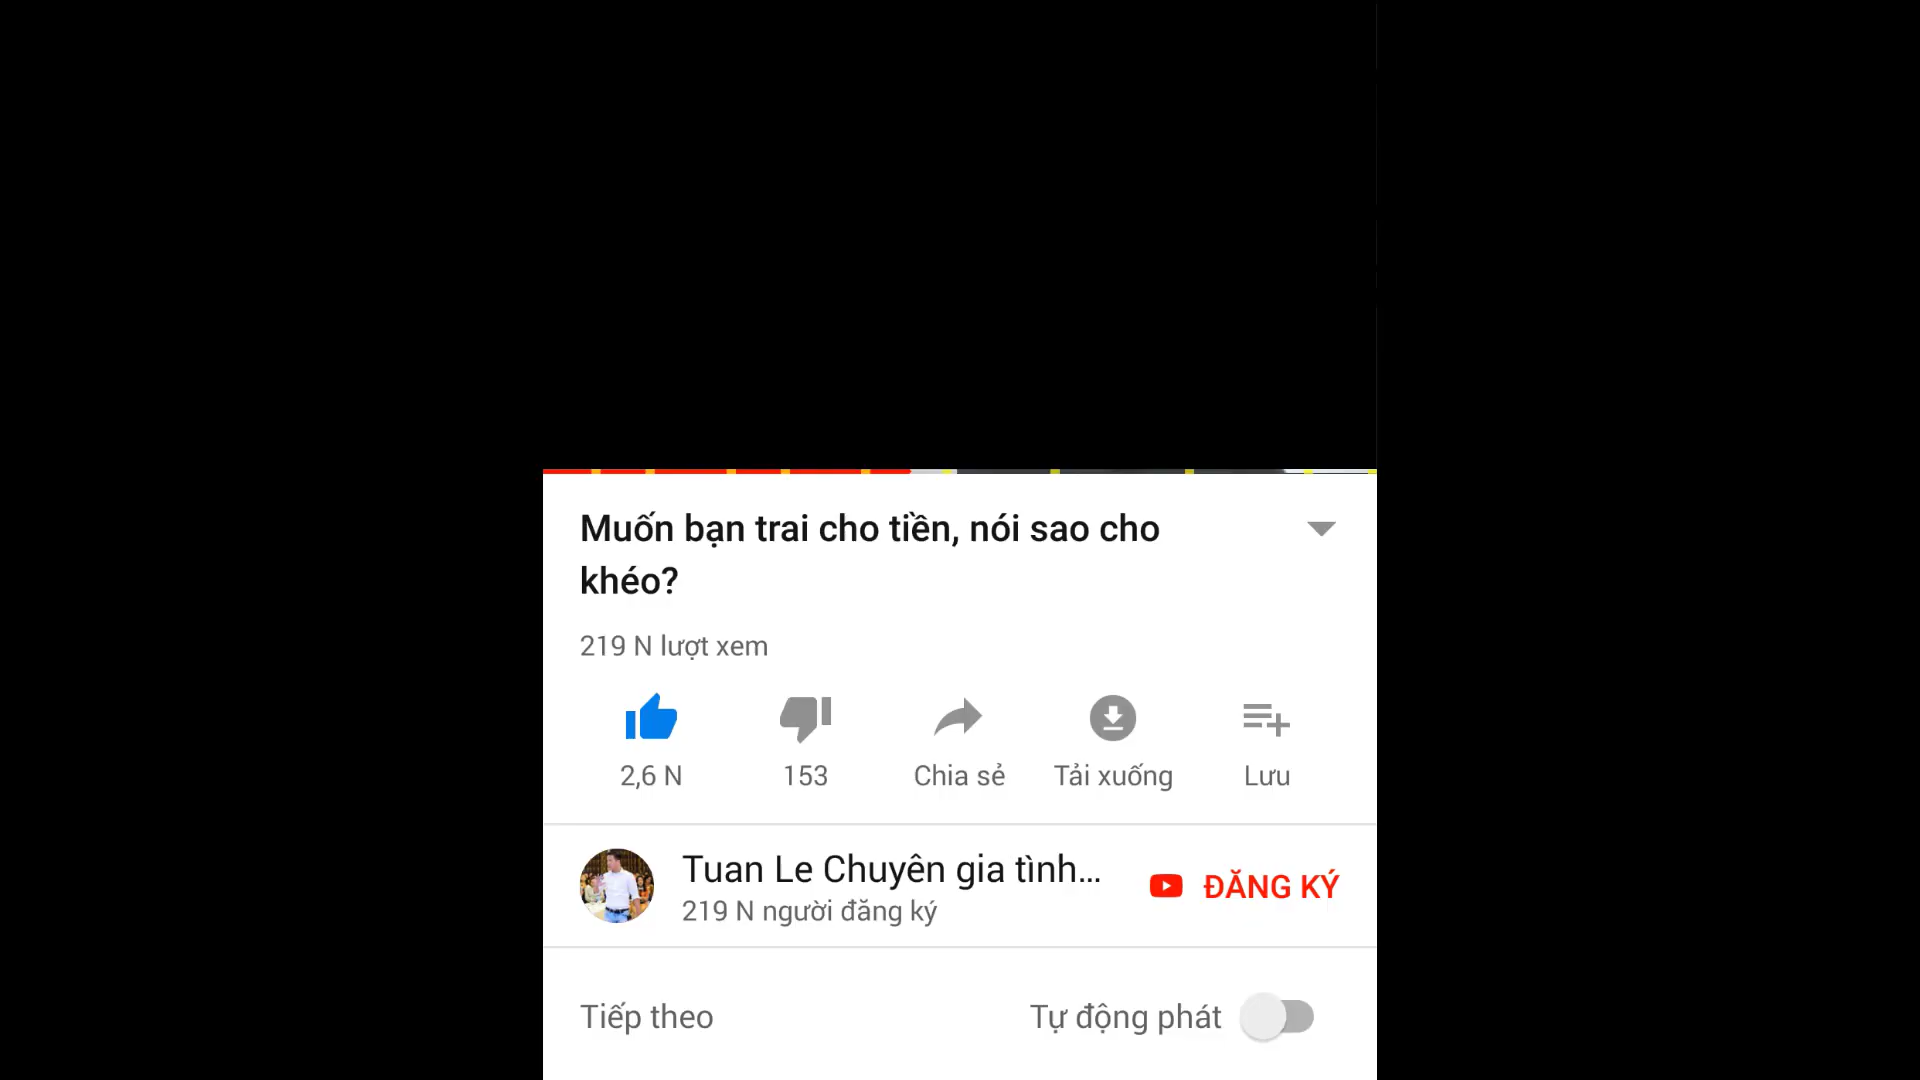 Muốn bạn trai cho tiền, nói sao cho
khéo?
219 N lượt xem
2,6 N
153
Chia sẻ
Tải xuống
Lưu
Tuan Le Chuyên gia tình...
219 N người đăng ký
ĐĂNG KÝ
Tiếp theo
Tự động phát